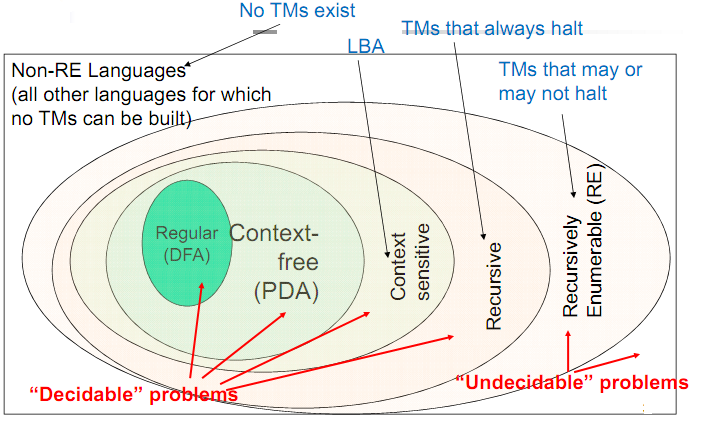 No TMs exist
TMs that always halt
LBA
TMs that may or
may not halt
Non-RE Languages
(all other languages for which
no TMs can be built)
Regular
(DFA)
Context-
free
(PDA)
Context
sensitive
Recursive
Recursively
Enumerable (RE)
“Decidable” problems
“Undecidable” problems